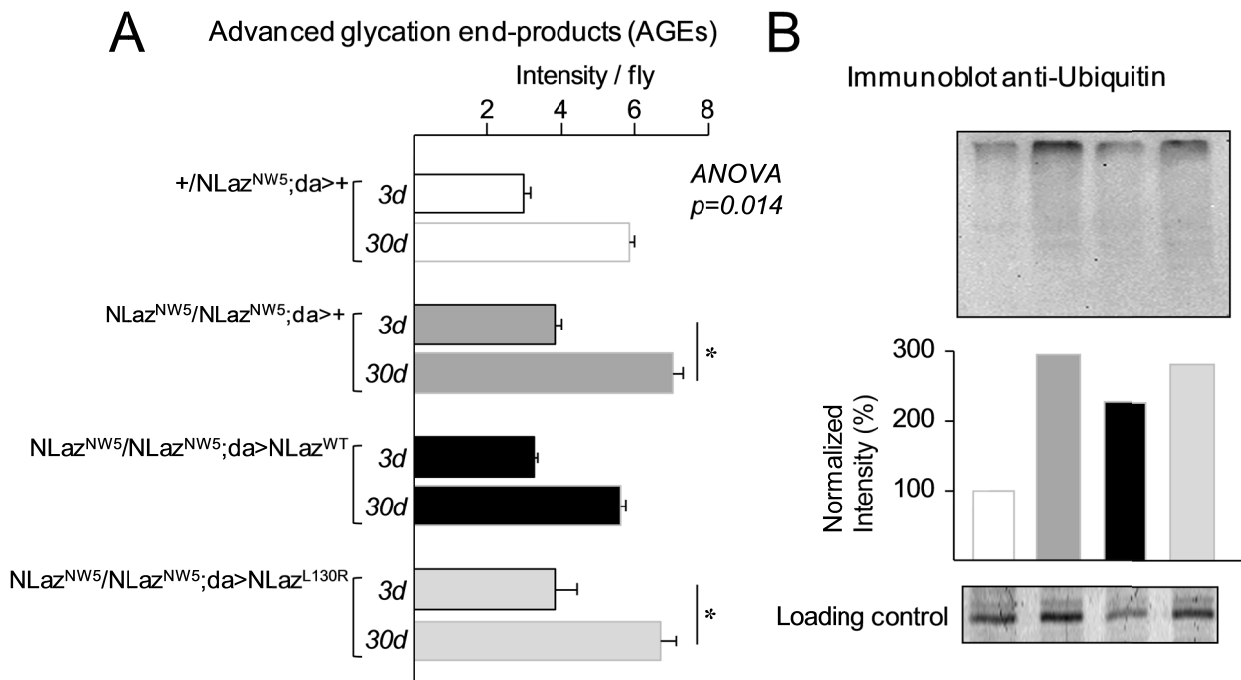 A
Advanced glycation end-products (AGEs)
Intensity / fly
2 4 6 8
ANOVA
p=0.014
+/NLazNW5;da>+
3d
30d
NLazNW5/NLazNW5;da>+
3d
30d
*
NLazNW5/NLazNW5;da>NLazWT
3d
30d
NLazNW5/NLazNW5;da>NLazL130R
3d
30d
*
B
Immunoblot anti-Ubiquitin
300
200
100
Normalized
Intensity (%)
Loading control